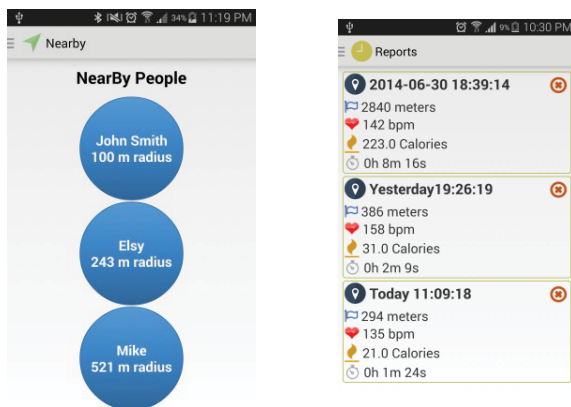 34% 11:19 PM
Nearby
NearBy People
John Smith
100 m radius
Elsy
243 m radius
Mike
521 m radius
9% 10:30 PM
Reports
2014-06-30 18:39:14
2840 meters
142 bpm
223.0 Calories
0h 8m 16s
Yesterday19:26:19
386 meters
158 bpm
31.0 Calories
0h 2m 9s
Today 11:09:18
294 meters
135 bpm
21.0 Calories
0h 1m 24s